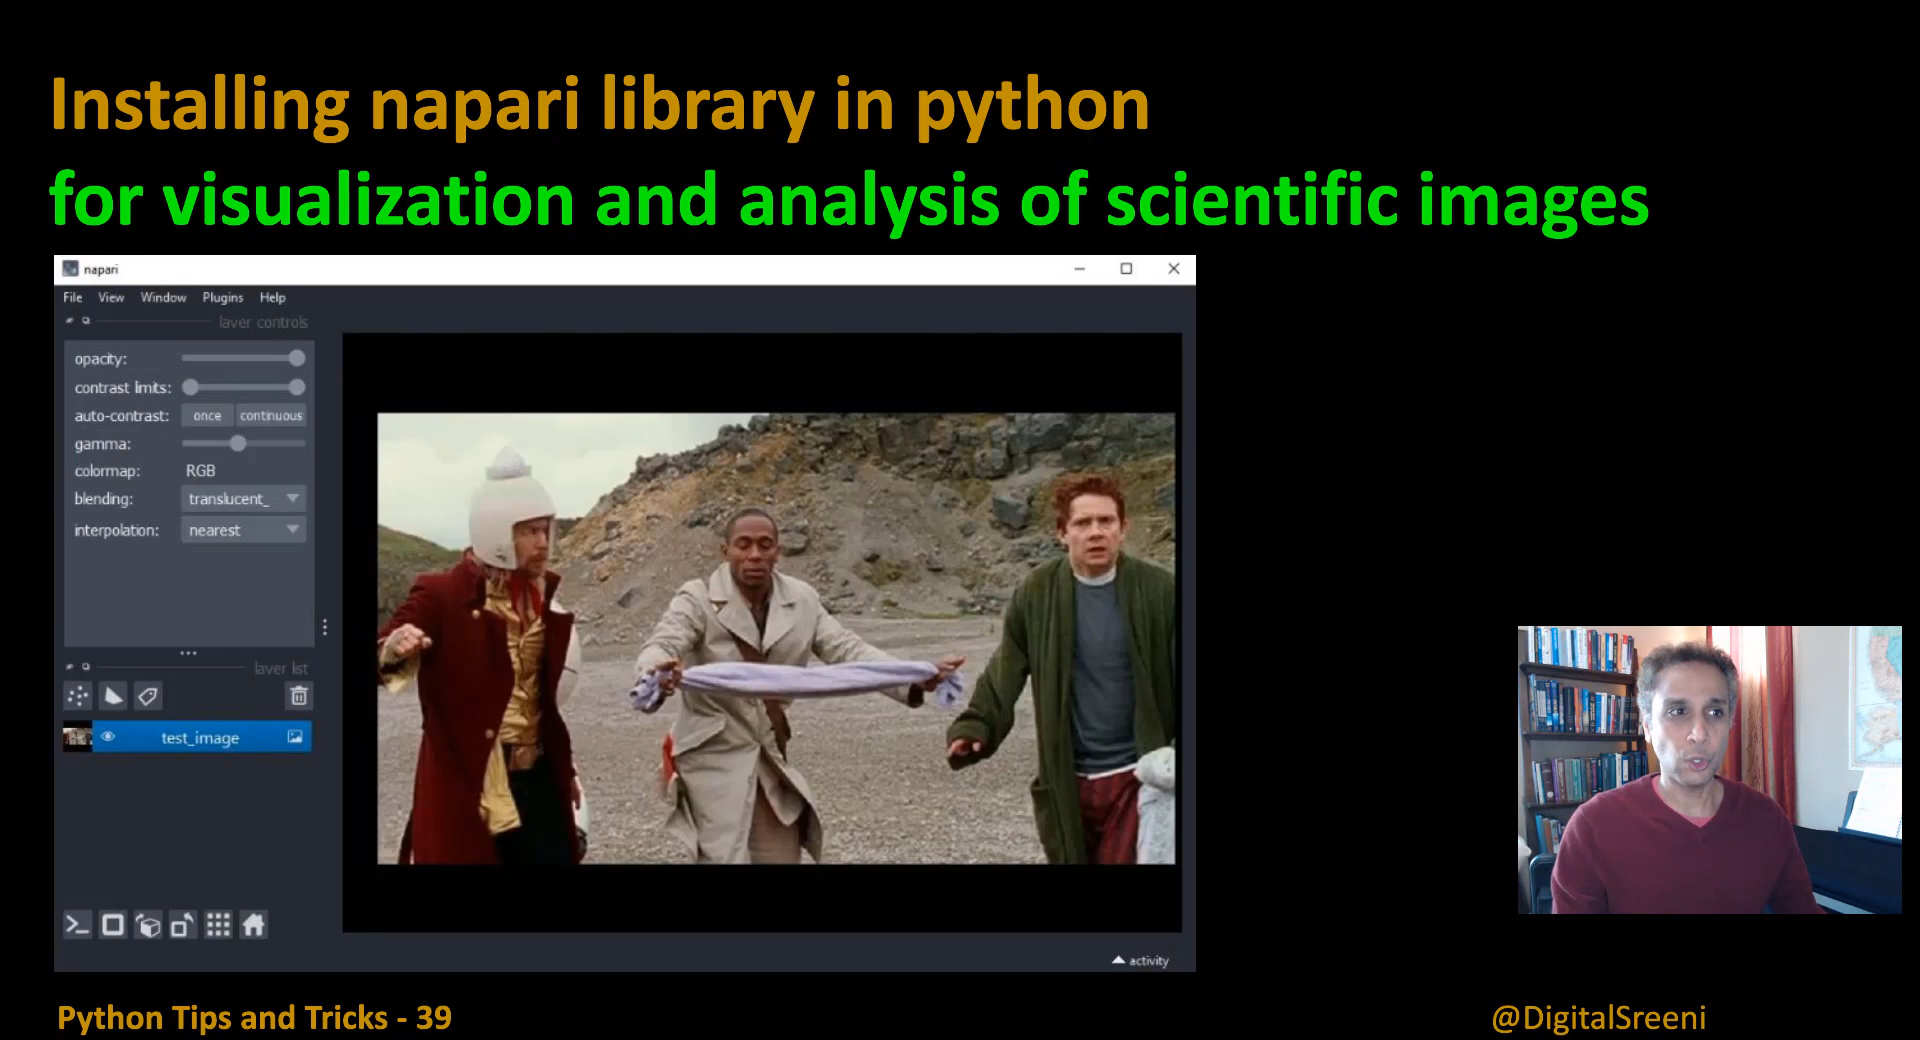 Installing napari library in python
for visualization and analysis of scientific images
napari
File View Window Plugins Help
layer controls
opacity:
contrast limits:
auto-contrast: once continuous
gamma:
colormap: RGB
blending: translucent_
interpolation: nearest
layer list
test_image
activity
Python Tips and Tricks - 39
@DigitalSreeni